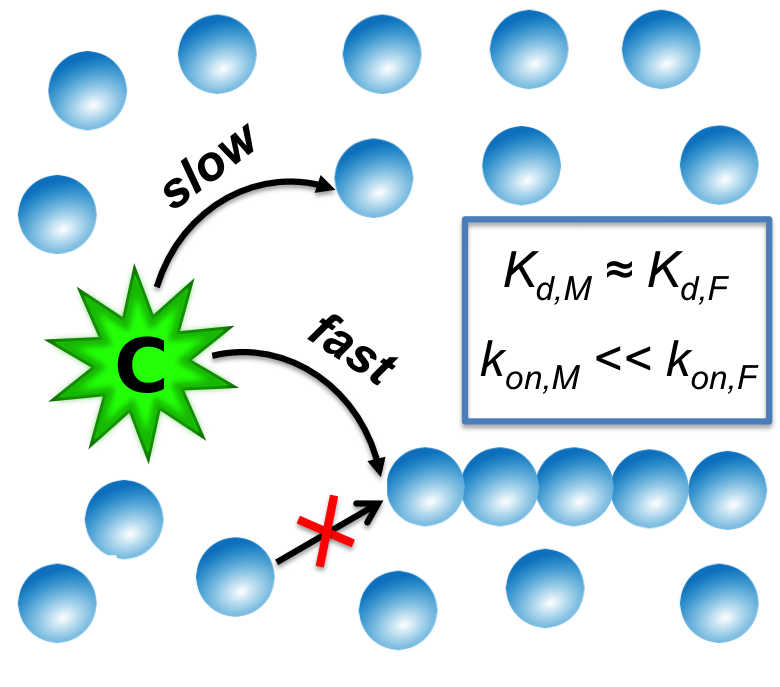 slow
fast
C
K_{d,M} ≈ K_{d,F}
k_{on,M} << k_{on,F}